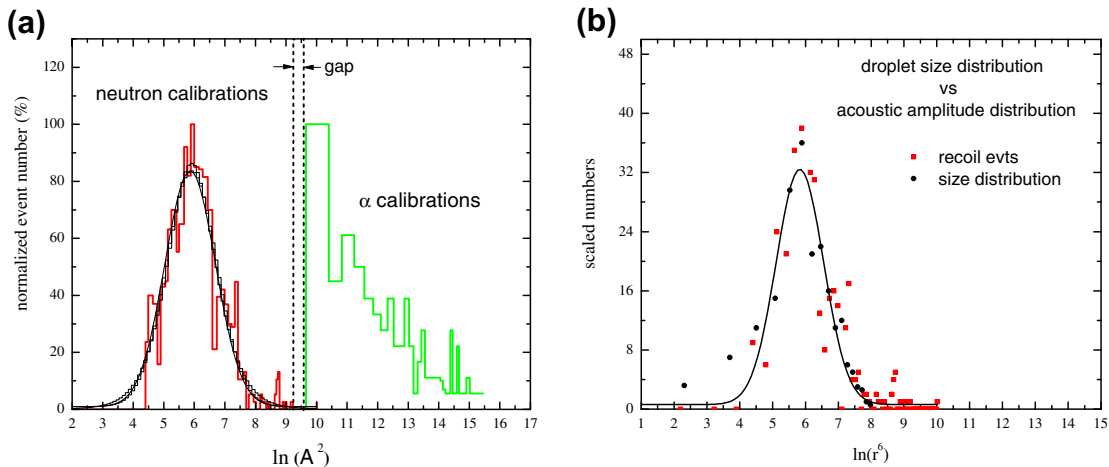 (a)
120
100
80
60
40
20
0
normalized event number (%)
neutron calibrations
gap
α calibrations
2 3 4 5 6 7 8 9 10 11 12 13 14 15 16 17
ln (A²)
(b)
48
40
32
24
16
8
0
scaled numbers
droplet size distribution
vs
acoustic amplitude distribution
recoil evts
size distribution
1 2 3 4 5 6 7 8 9 10 11 12 13 14 15
ln(r⁶)